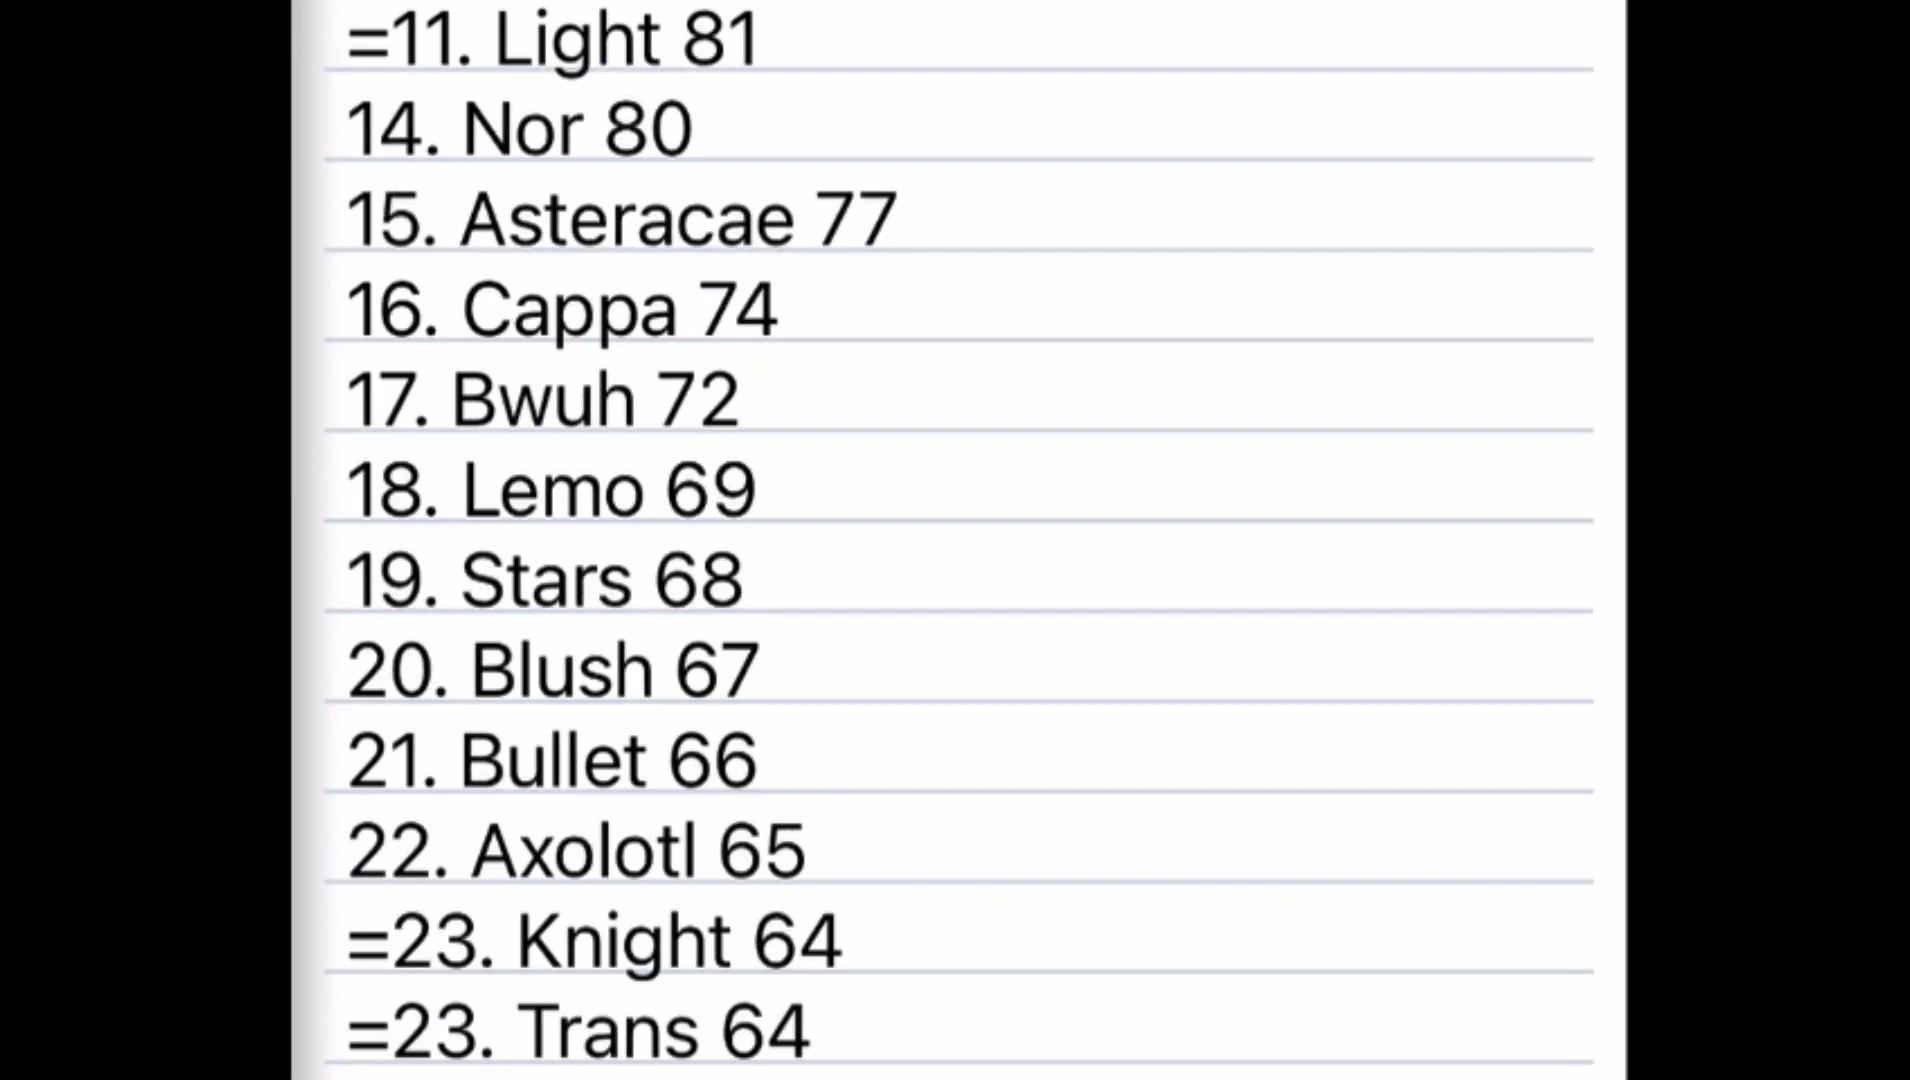 =11. Light 81
14. Nor 80
15. Asteracae 77
16. Cappa 74
17. Bwuh 72
18. Lemo 69
19. Stars 68
20. Blush 67
21. Bullet 66
22. Axolotl 65
=23. Knight 64
=23. Trans 64